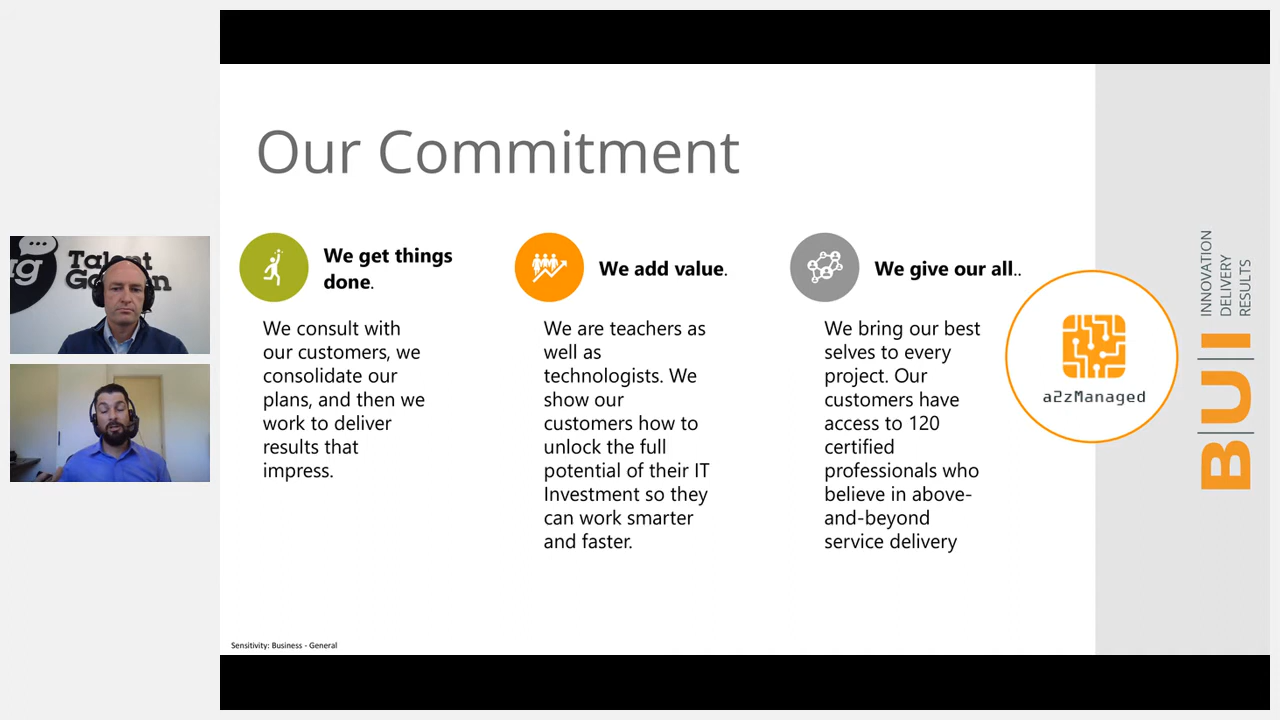 Our Commitment
We get things
done.
We consult with
our customers, we
consolidate our
plans, and then we
work to deliver
results that
impress.
We add value.
We are teachers as
well as
technologists. We
show our
customers how to
unlock the full
potential of their IT
Investment so they
can work smarter
and faster.
We give our all..
We bring our best
selves to every
project. Our
customers have
access to 120
certified
professionals who
believe in above-
and-beyond
service delivery
a2zManaged
BUI
INNOVATION
DELIVERY
RESULTS
Sensitivity: Business - General
Talent